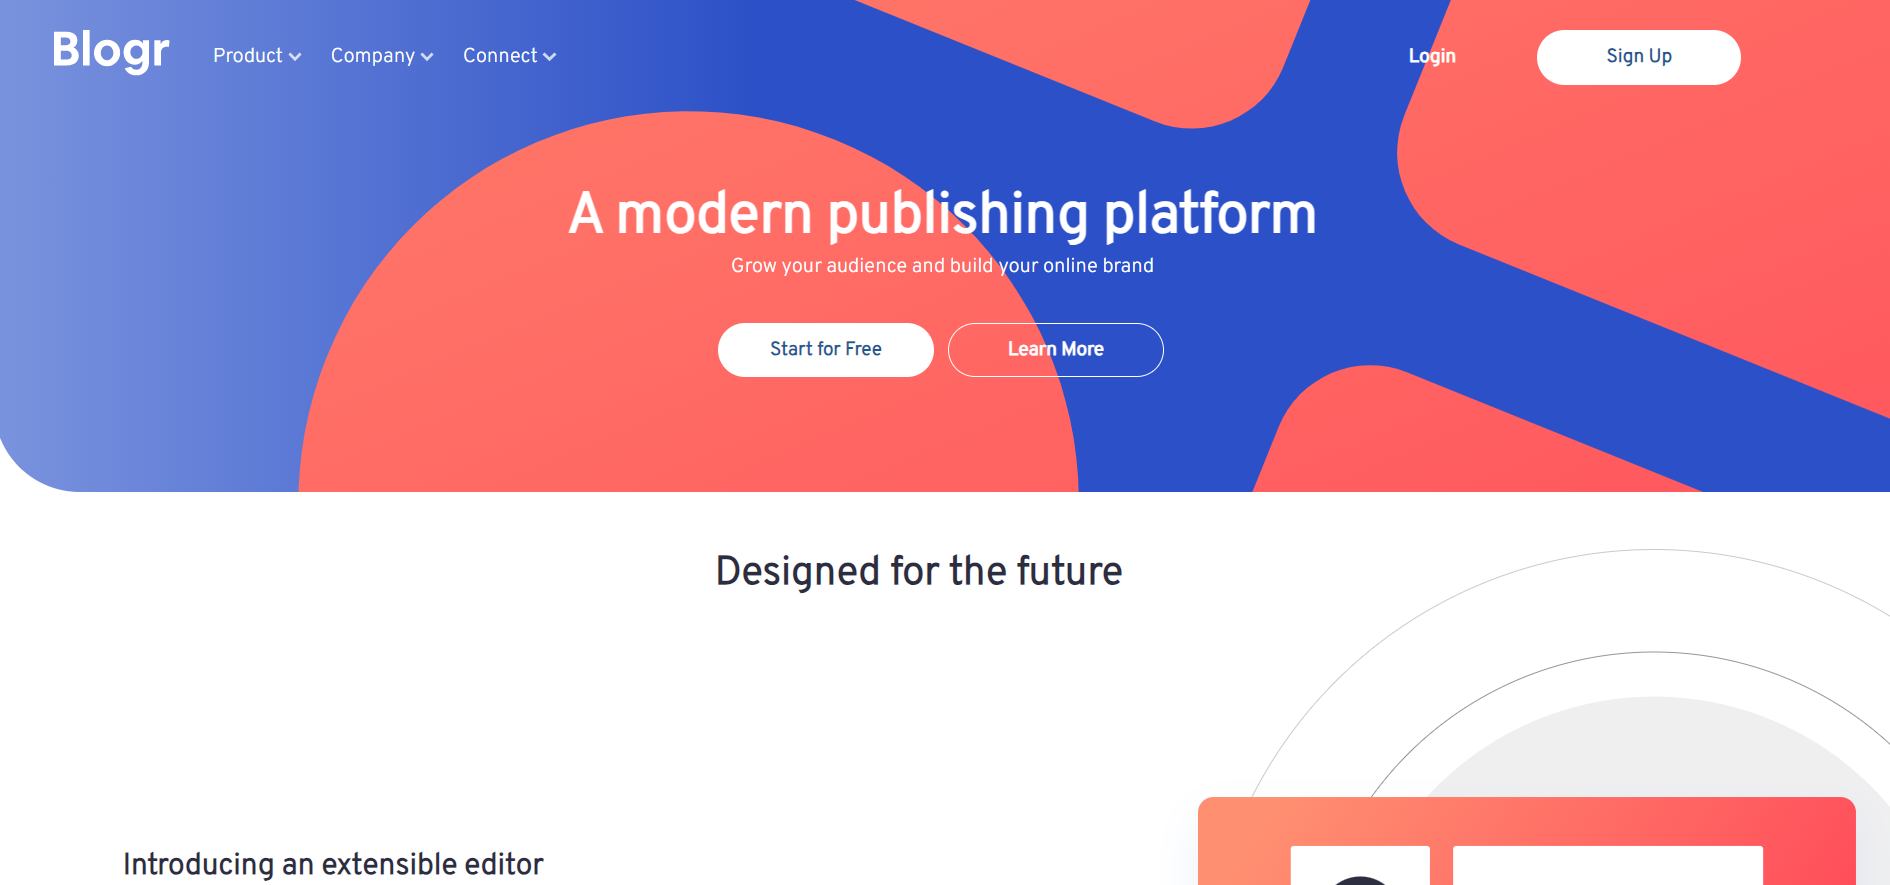 Blogr Product Company Connect Login Sign Up
A modern publishing platform
Grow your audience and build your online brand
Start for Free Learn More
Designed for the future
Introducing an extensible editor